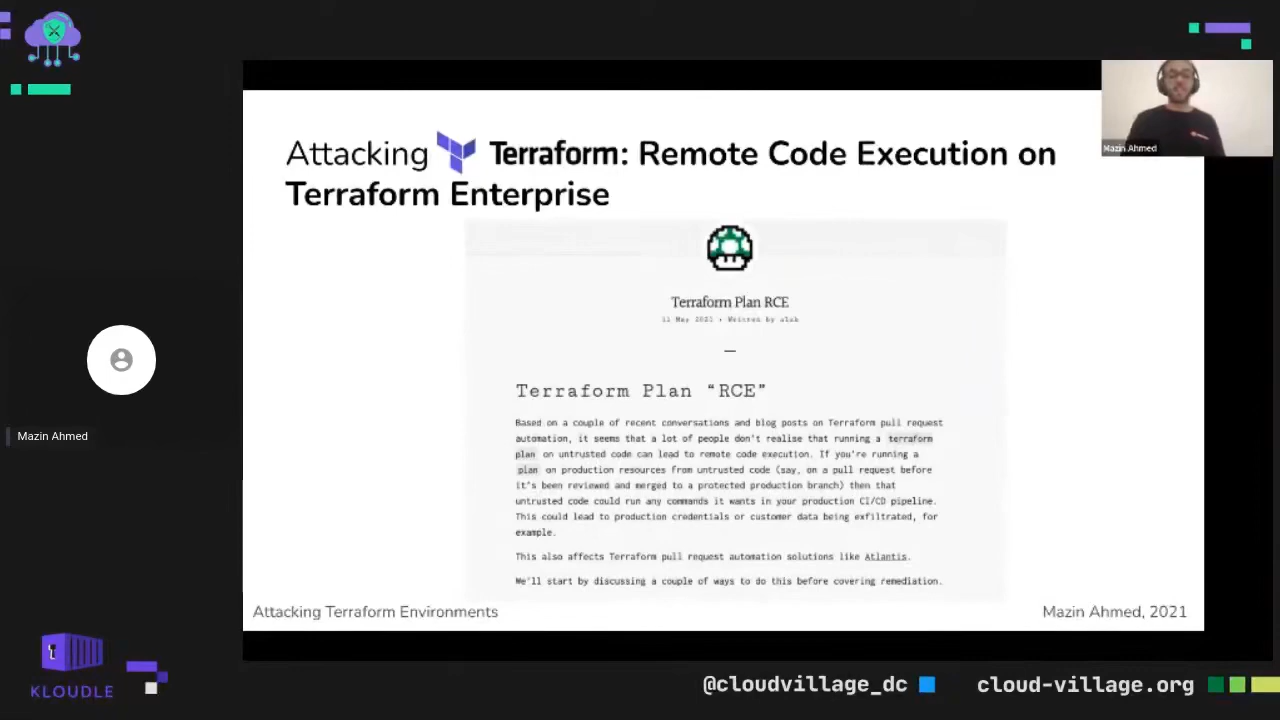 Mazin Ahmed
Attacking Terraform: Remote Code Execution on
Terraform Enterprise
Terraform Plan RCE
11 May 2021 • Written by alxk
—
Terraform Plan “RCE”
Based on a couple of recent conversations and blog posts on Terraform pull request
automation, it seems that a lot of people don't realise that running a terraform
plan on untrusted code can lead to remote code execution. If you're running a
plan on production resources from untrusted code (say, on a pull request before
it's been reviewed and merged to a protected production branch) then that
untrusted code could run any commands it wants in your production CI/CD pipeline.
This could lead to production credentials or customer data being exfiltrated, for
example.
This also affects Terraform pull request automation solutions like Atlantis.
We'll start by discussing a couple of ways to do this before covering remediation.
Attacking Terraform Environments
Mazin Ahmed, 2021
Mazin Ahmed
KLOUDLE
@cloudvillage_dc
cloud-village.org